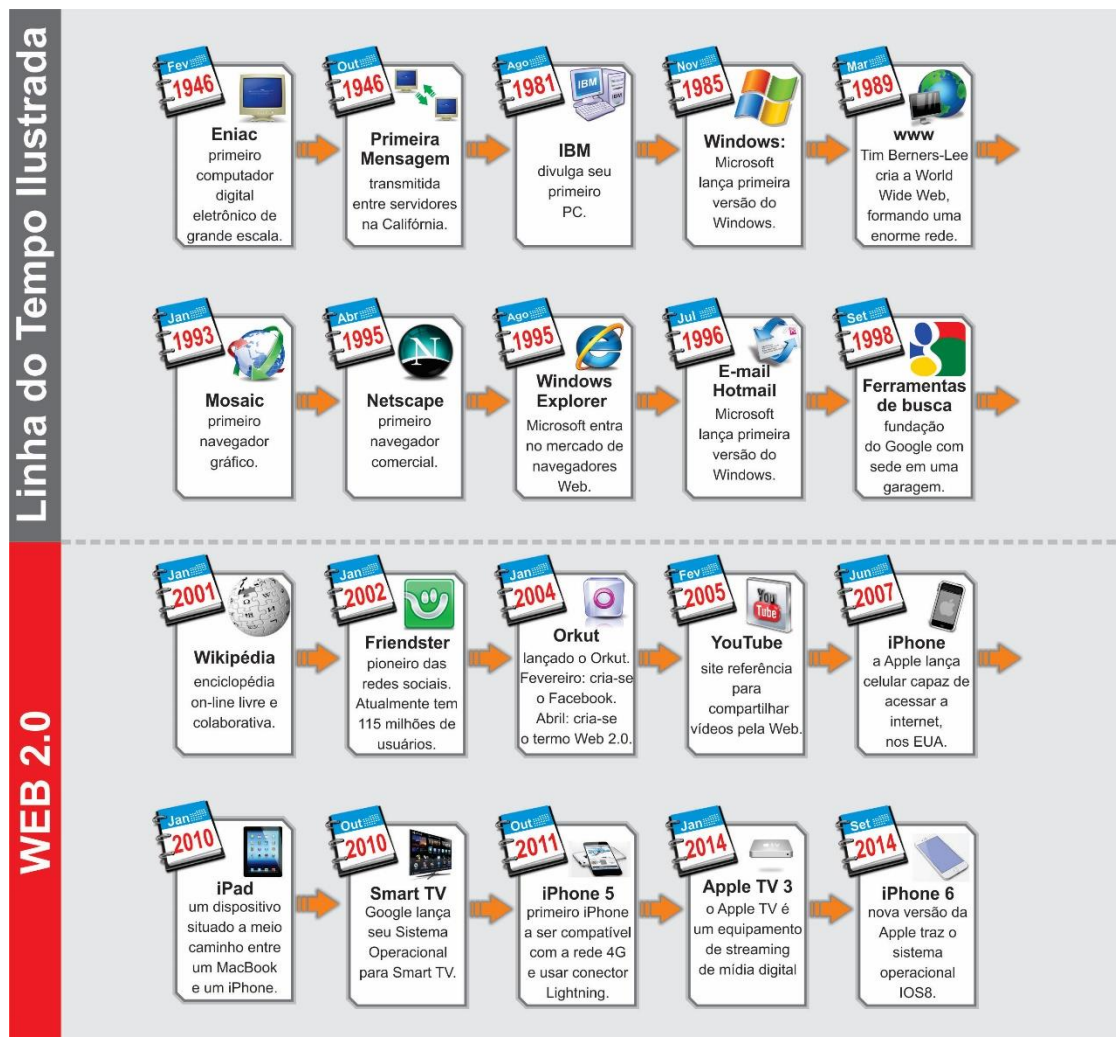 Linha do Tempo Ilustrada
Fev
1946
Eniac
primeiro
computador
digital
eletrônico de
grande escala.
Out
1946
Primeira
Mensagem
transmitida
entre servidores
na Califórnia.
Ago
1981
IBM
IBM
divulga seu
primeiro
PC.
Nov
1985
Windows:
Microsoft
lança primeira
versão do
Windows.
Mar
1989
www
Tim Berners-Lee
cria a World
Wide Web,
formando uma
enorme rede.
Jan
1993
Mosaic
primeiro
navegador
gráfico.
Abr
1995
N
Netscape
primeiro
navegador
comercial.
Ago
1995
Windows
Explorer
Microsoft entra
no mercado de
navegadores
Web.
Jul
1996
E-mail
Hotmail
Microsoft
lança primeira
versão do
Windows.
Set
1998
Ferramentas
de busca
fundação
do Google com
sede em uma
garagem.
WEB 2.0
Jan
2001
Wikipédia
enciclopédia
on-line livre e
colaborativa.
Jan
2002
Friendster
pioneiro das
redes sociais.
Atualmente tem
115 milhões de
usuários.
Jan
2004
Orkut
lançado o Orkut.
Fevereiro: cria-se
o Facebook.
Abril: cria-se
o termo Web 2.0.
Fev
2005
You
Tube
YouTube
site referência
para
compartilhar
vídeos pela Web.
Jun
2007
iPhone
a Apple lança
celular capaz de
acessar a
internet,
nos EUA.
Jan
2010
iPad
um dispositivo
situado a meio
caminho entre
um MacBook
e um iPhone.
Out
2010
Smart TV
Google lança
seu Sistema
Operacional
para Smart TV.
Out
2011
iPhone 5
primeiro iPhone
a ser compatível
com a rede 4G
e usar conector
Lightning.
Jan
2014
Apple TV 3
o Apple TV é
um equipamento
de streaming
de mídia digital
Set
2014
iPhone 6
nova versão da
Apple traz o
sistema
operacional
IOS8.